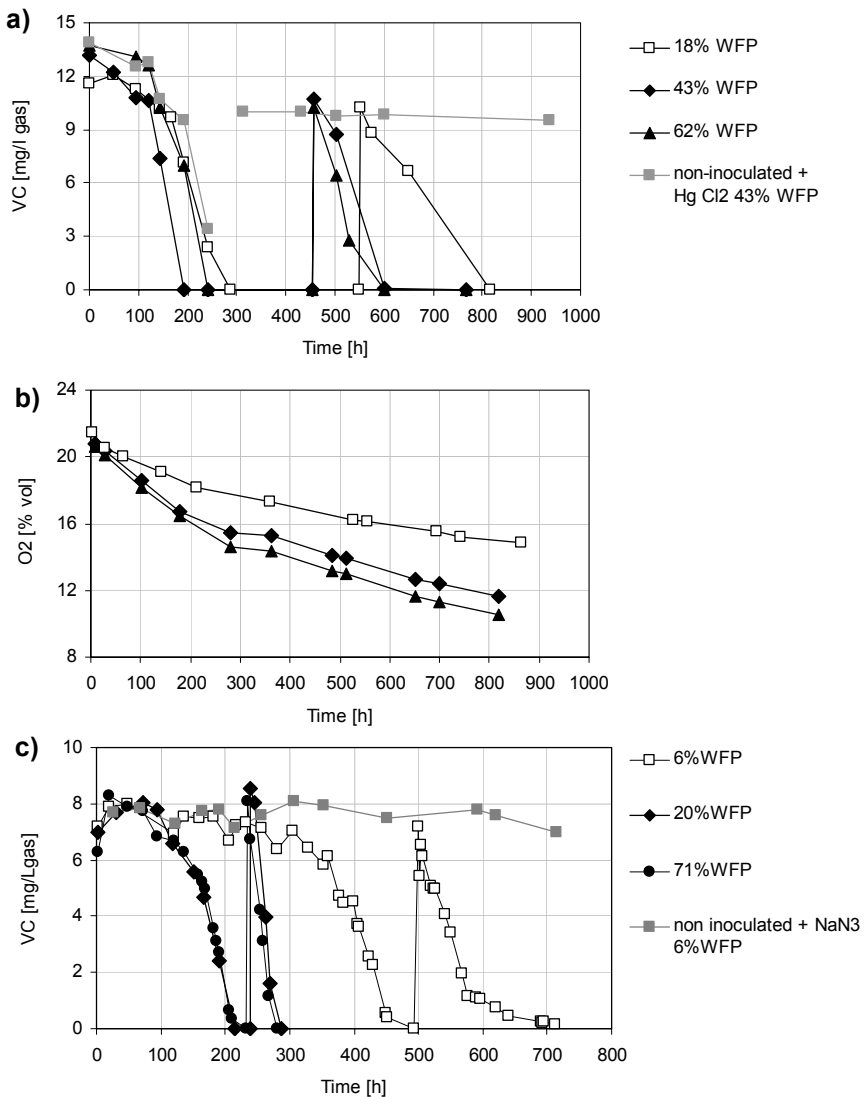 a)
15
12
9
6
3
0
VC [mg/l gas]
0 100 200 300 400 500 600 700 800 900 1000
Time [h]
18% WFP
43% WFP
62% WFP
non-inoculated +
Hg Cl2 43% WFP
b)
24
20
16
12
8
O2 [% vol]
0 100 200 300 400 500 600 700 800 900 1000
Time [h]
c)
10
8
6
4
2
0
VC [mg/Lgas]
0 100 200 300 400 500 600 700 800
Time [h]
6%WFP
20%WFP
71%WFP
non inoculated + NaN3
6%WFP